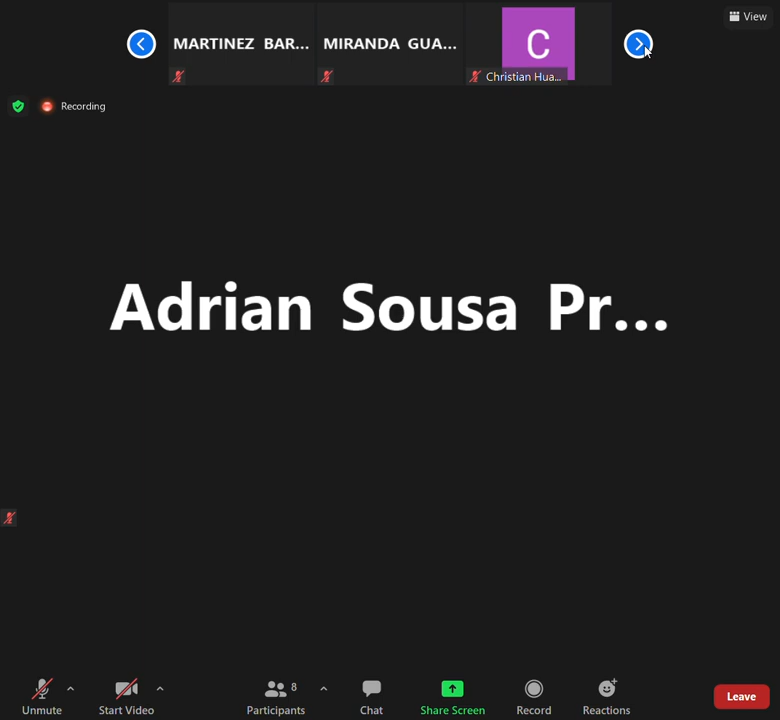 View
MARTINEZ BAR...
MIRANDA GUA...
C
Christian Hua...
Recording
Adrian Sousa Pr...
8
Unmute
Start Video
Participants
Chat
Share Screen
Record
Reactions
Leave